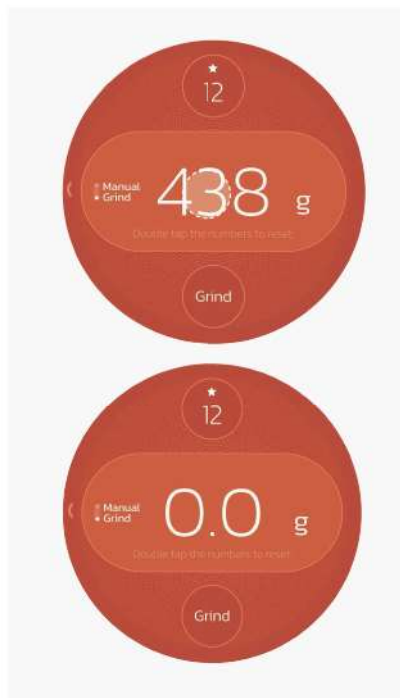 12
Manual
Grind
438 g
Double tap the numbers to reset
Grind
12
Manual
Grind
0.0 g
Double tap the numbers to reset
Grind